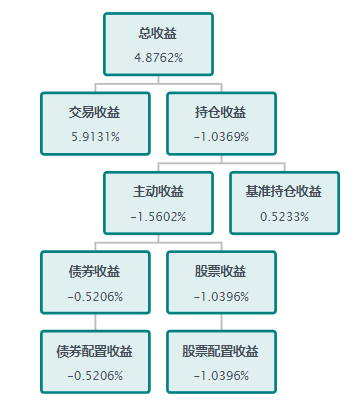 总收益
4.8762%
交易收益
5.9131%
持仓收益
-1.0369%
主动收益
-1.5602%
基准持仓收益
0.5233%
债券收益
-0.5206%
股票收益
-1.0396%
债券配置收益
-0.5206%
股票配置收益
-1.0396%